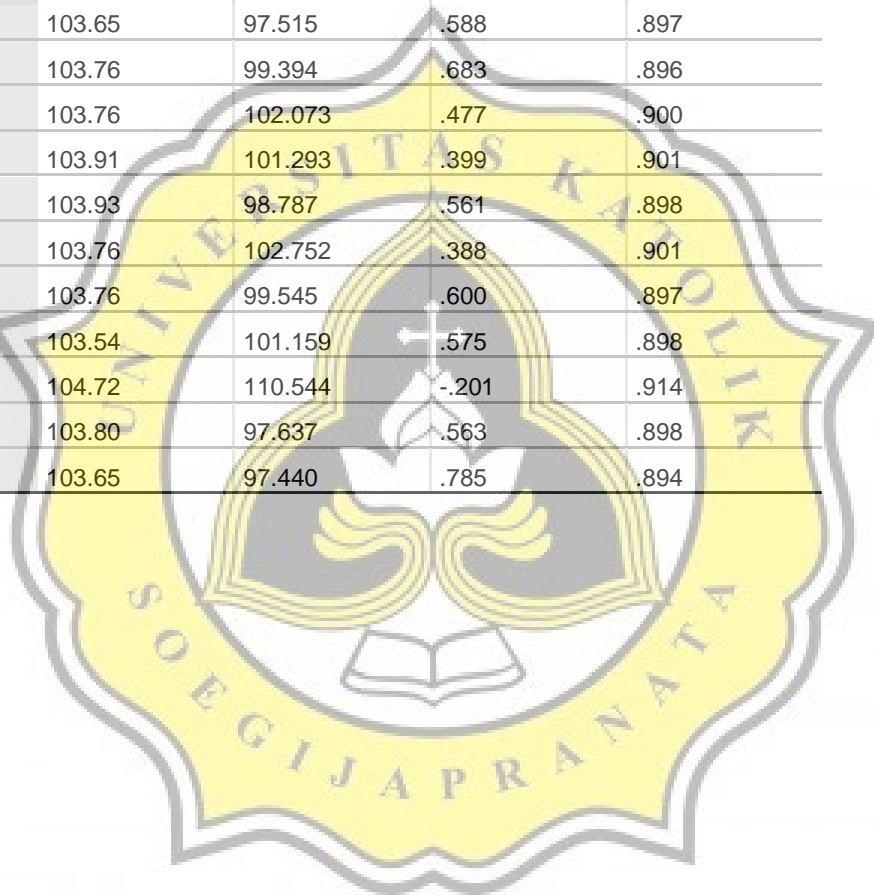 103.65 97.515 .588 .897
103.76 99.394 .683 .896
103.76 102.073 .477 .900
103.91 101.293 .399 .901
103.93 98.787 .561 .898
103.76 102.752 .388 .901
103.76 99.545 .600 .897
103.54 101.159 .575 .898
104.72 110.544 -.201 .914
103.80 97.637 .563 .898
103.65 97.440 .785 .894
UNIVERSITAS KATOLIK
SOEGIJAPRANATA